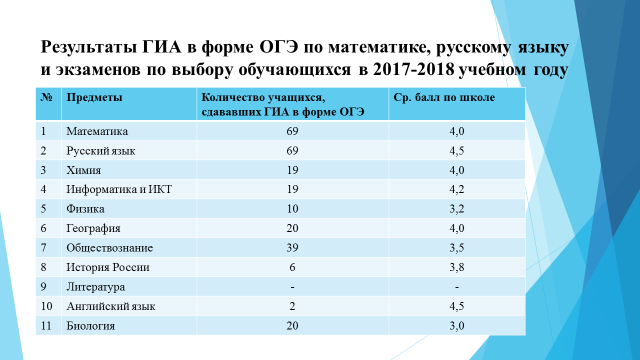 Результаты ГИА в форме ОГЭ по математике, русскому языку
и экзаменов по выбору обучающихся в 2017-2018 учебном году
№ Предметы Количество учащихся, Ср. балл по школе
сдававших ГИА в форме ОГЭ
1 Математика 69 4,0
2 Русский язык 69 4,5
3 Химия 19 4,0
4 Информатика и ИКТ 19 4,2
5 Физика 10 3,2
6 География 20 4,0
7 Обществознание 39 3,5
8 История России 6 3,8
9 Литература - -
10 Английский язык 2 4,5
11 Биология 20 3,0